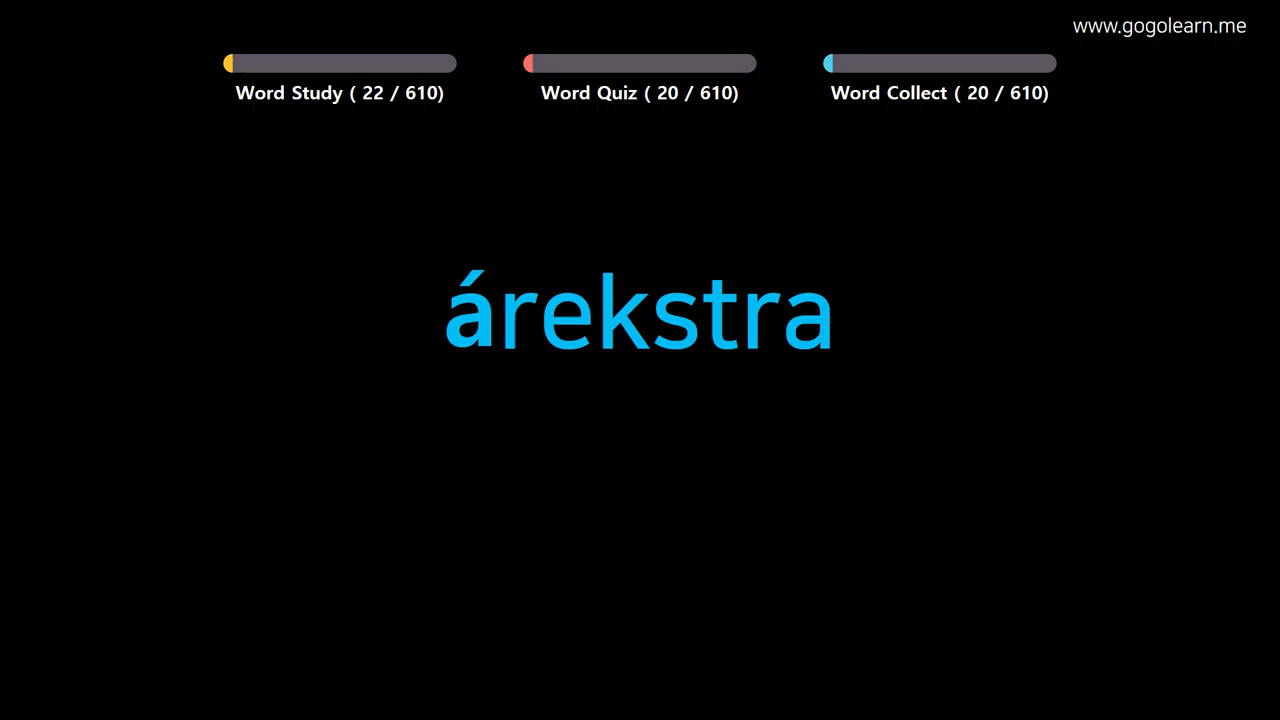 www.gogolearn.me
Word Study ( 22 / 610)
Word Quiz ( 20 / 610)
Word Collect ( 20 / 610)
árekstra